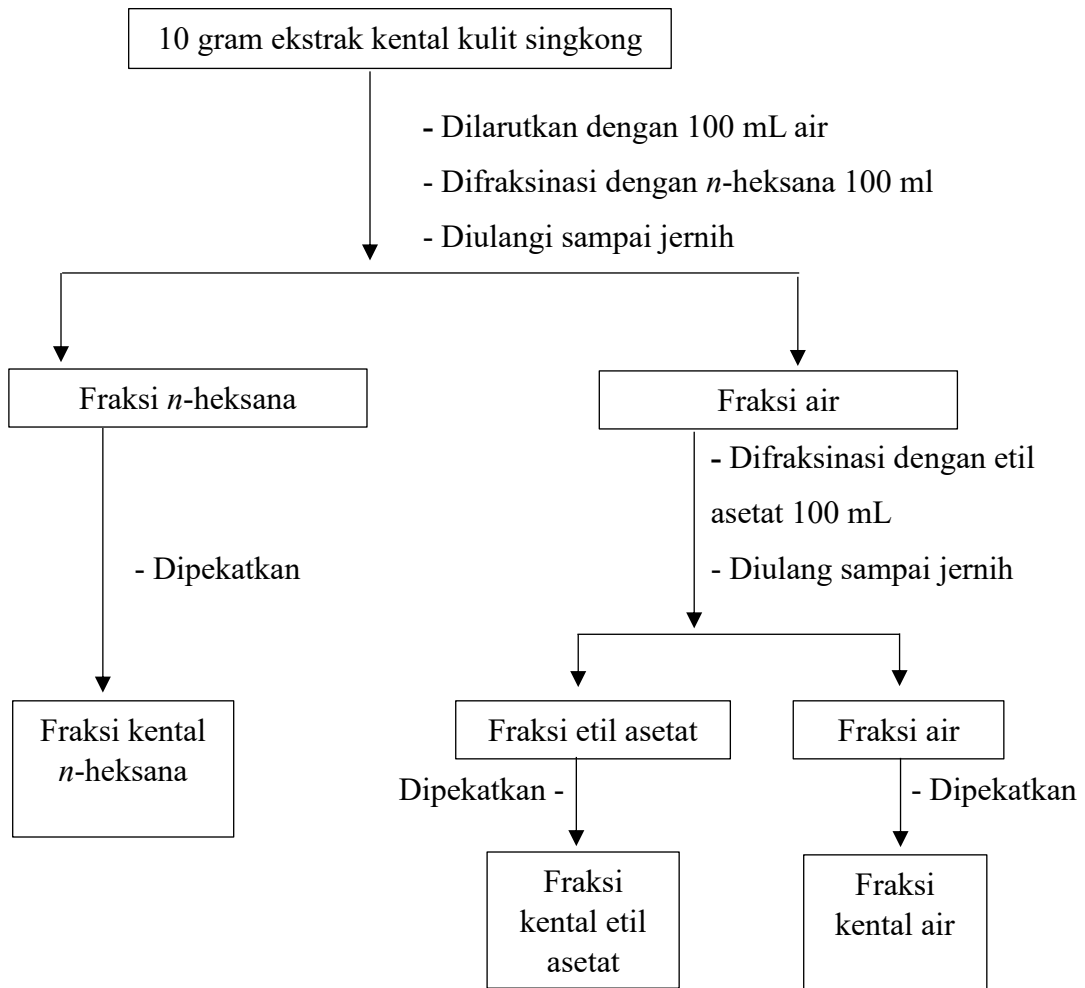 10 gram ekstrak kental kulit singkong
- Dilarutkan dengan 100 mL air
- Difraksinasi dengan n-heksana 100 ml
- Diulangi sampai jernih
Fraksi n-heksana
Fraksi air
- Difraksinasi dengan etil
asetat 100 mL
- Diulang sampai jernih
- Dipekatkan
Fraksi kental
n-heksana
Fraksi etil asetat
Fraksi air
Dipekatkan -
- Dipekatkan
Fraksi
kental etil
asetat
Fraksi
kental air